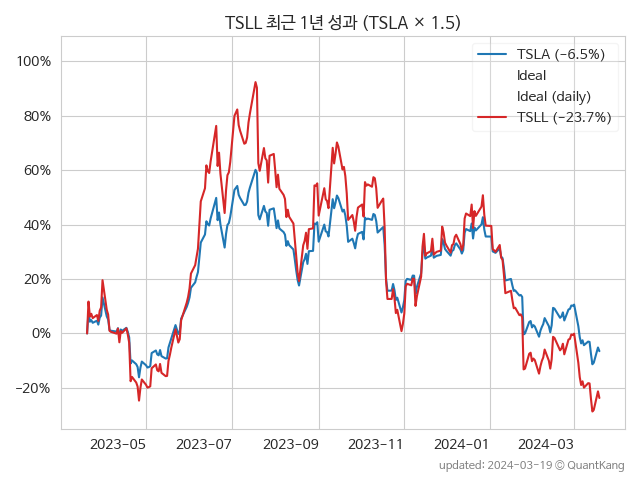 TSLL 최근 1년 성과 (TSLA × 1.5)
TSLA (−6.5%)
Ideal
Ideal (daily)
TSLL (−23.7%)
100%
80%
60%
40%
20%
0%
−20%
2023-05
2023-07
2023-09
2023-11
2024-01
2024-03
updated: 2024-03-19 © QuantKang